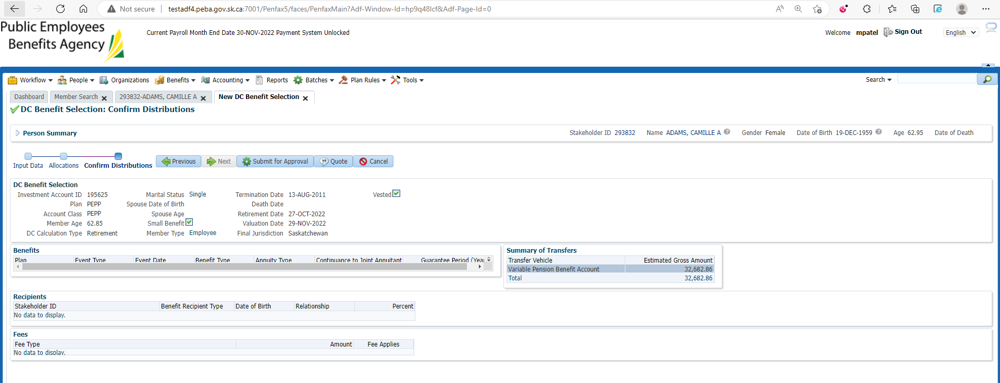 Not secure testadf4.peba.gov.sk.ca:7001/Penfax5/faces/PenfaxMain?Adf-Window-Id=hp9q48lcf&Adf-Page-Id=0
Public Employees
Benefits Agency
Current Payroll Month End Date 30-NOV-2022 Payment System Unlocked
Welcome mpatel Sign Out English
Workflow People Organizations Benefits Accounting Reports Batches Plan Rules Tools Search
Dashboard Member Search 293832-ADAMS, CAMILLE A New DC Benefit Selection
DC Benefit Selection: Confirm Distributions
Person Summary Stakeholder ID 293832 Name ADAMS, CAMILLE A Gender Female Date of Birth 19-DEC-1959 Age 62.95 Date of Death
Input Data Allocations Confirm Distributions Previous Next Submit for Approval Quote Cancel
DC Benefit Selection
Investment Account ID 195625 Marital Status Single Termination Date 13-AUG-2011 Vested
Plan PEPP Spouse Date of Birth Death Date
Account Class PEPP Spouse Age Retirement Date 27-OCT-2022
Member Age 62.85 Small Benefit Valuation Date 29-NOV-2022
DC Calculation Type Retirement Member Type Employee Final Jurisdiction Saskatchewan
Benefits
Plan Event Type Event Date Benefit Type Annuity Type Continuance to Joint Annuitant Guarantee Period (Year
Summary of Transfers
Transfer Vehicle Estimated Gross Amount
Variable Pension Benefit Account 32,682.86
Total 32,682.86
Recipients
Stakeholder ID Benefit Recipient Type Date of Birth Relationship Percent
No data to display.
Fees
Fee Type Amount Fee Applies
No data to display.